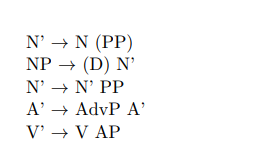 N’ → N (PP)
NP → (D) N’
N’ → N’ PP
A’ → AdvP A’
V’ → V AP